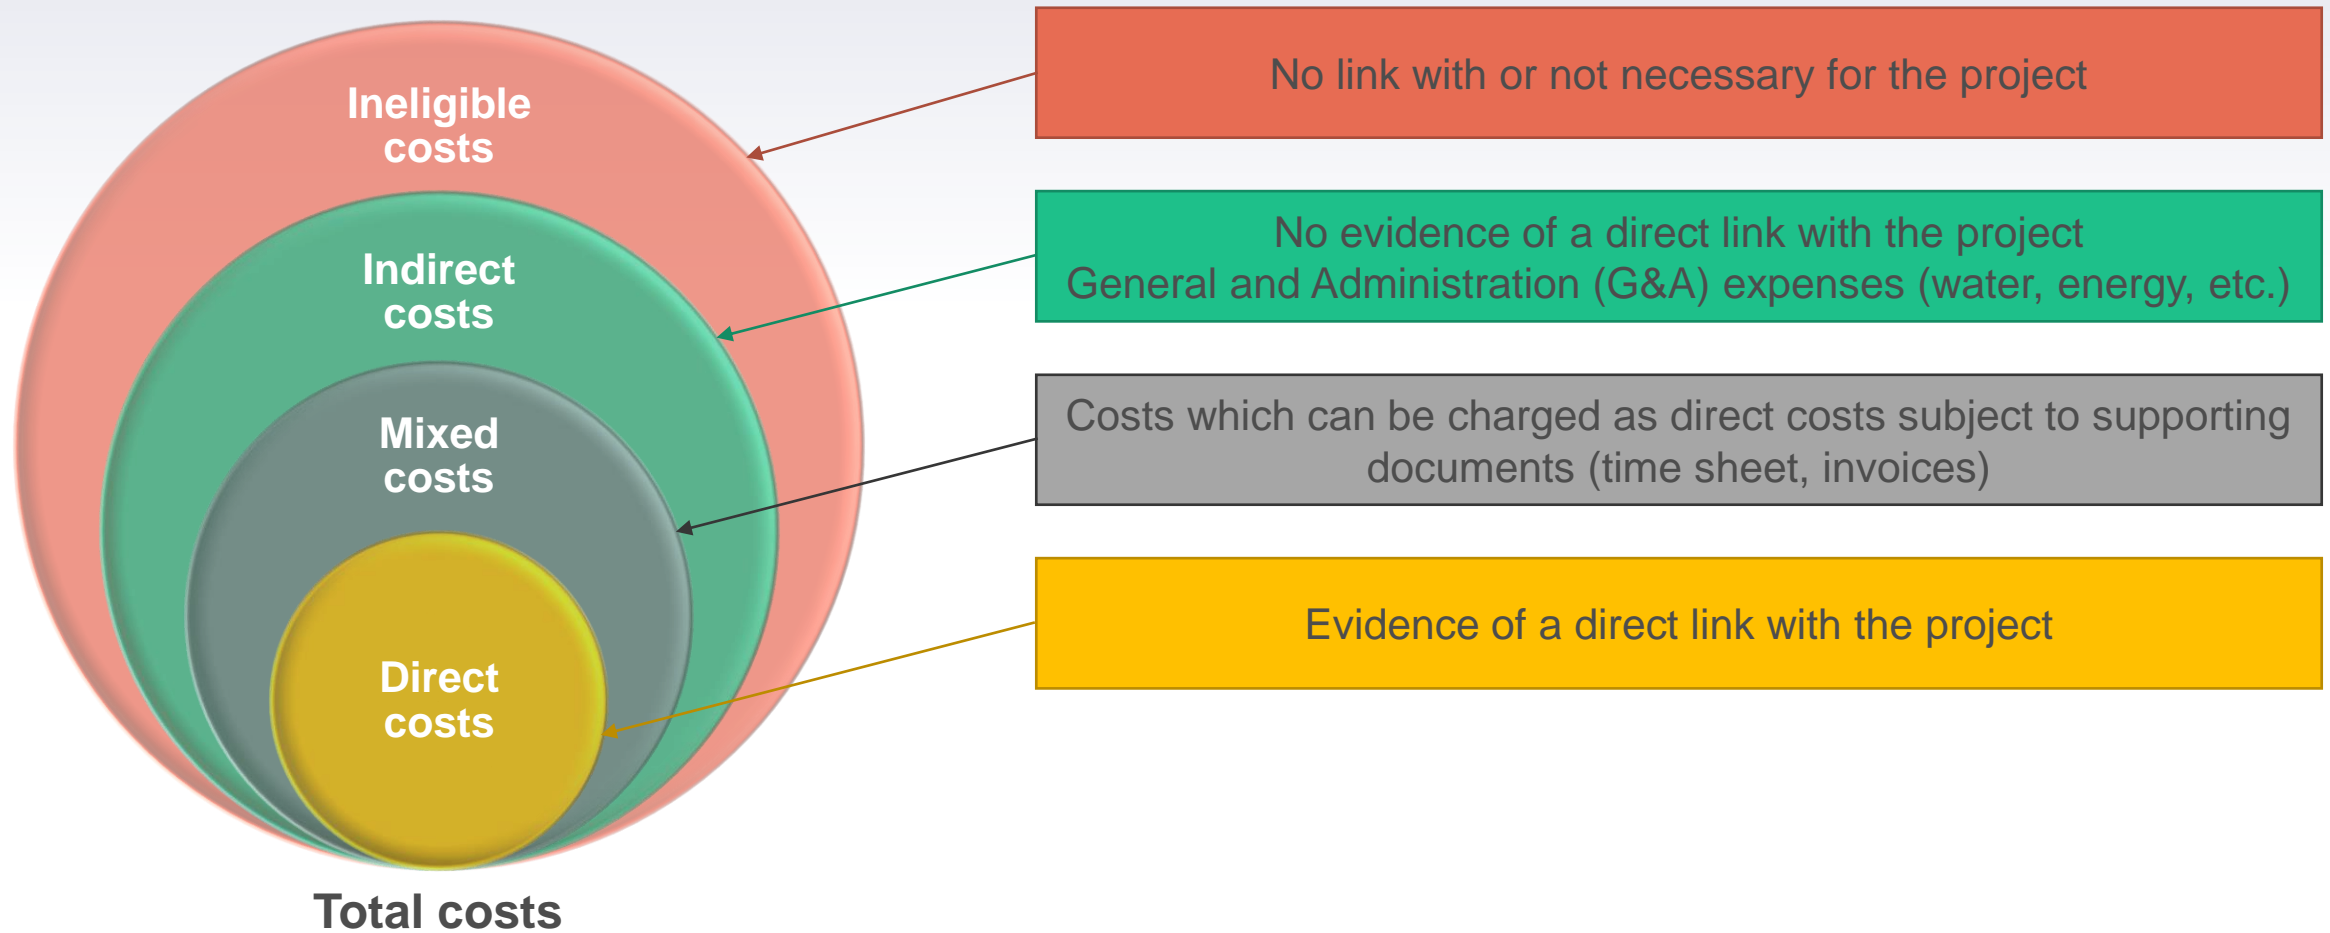 Ineligible
costs
No link with or not necessary for the project
Indirect
costs
No evidence of a direct link with the project
General and Administration (G&A) expenses (water, energy, etc.)
Mixed
costs
Costs which can be charged as direct costs subject to supporting
documents (time sheet, invoices)
Direct
costs
Evidence of a direct link with the project
Total costs